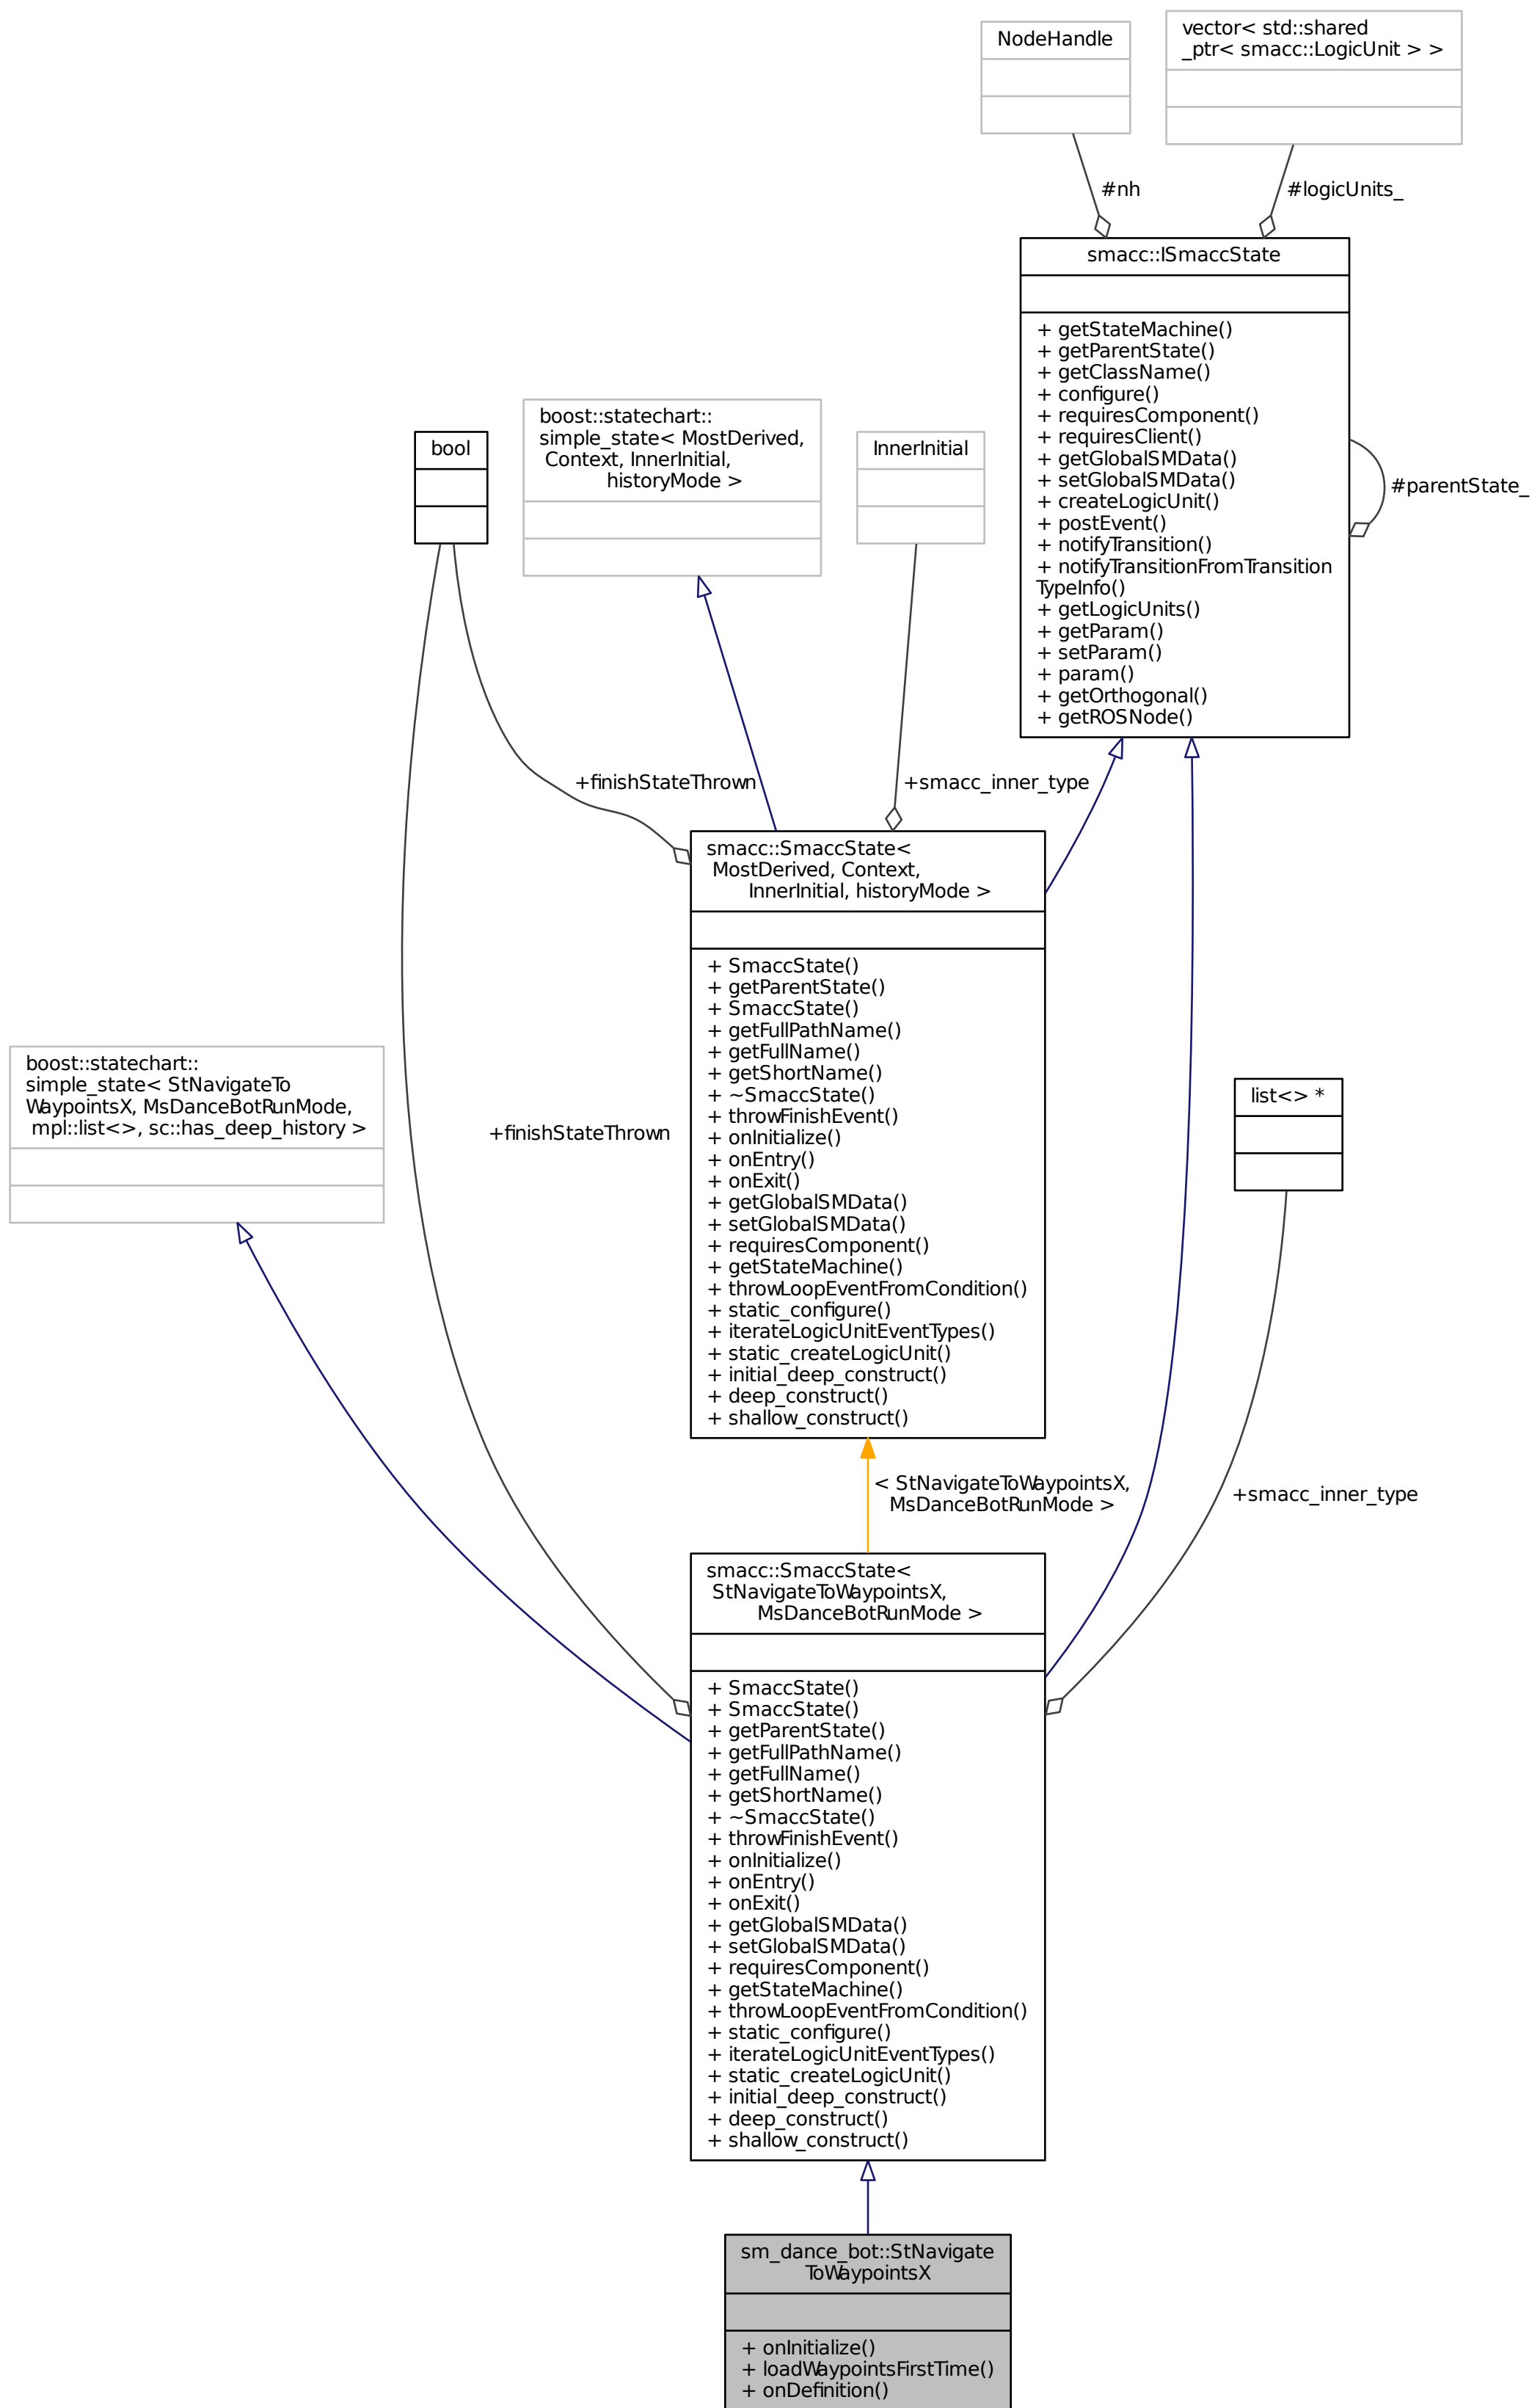 NodeHandle
vector< std::shared
_ptr< smacc::LogicUnit > >
#nh
#logicUnits_
smacc::ISmaccState
+ getStateMachine()
+ getParentState()
+ getClassName()
+ configure()
+ requiresComponent()
+ requiresClient()
+ getGlobalSMData()
+ setGlobalSMData()
+ createLogicUnit()
+ postEvent()
+ notifyTransition()
+ notifyTransitionFromTransition
TypeInfo()
+ getLogicUnits()
+ getParam()
+ setParam()
+ param()
+ getOrthogonal()
+ getROSNode()
#parentState_
bool
boost::statechart::
simple_state< MostDerived,
Context, InnerInitial,
historyMode >
InnerInitial
+finishStateThrown
+smacc_inner_type
smacc::SmaccState<
MostDerived, Context,
InnerInitial, historyMode >
+ SmaccState()
+ getParentState()
+ SmaccState()
+ getFullPathName()
+ getFullName()
+ getShortName()
+ ~SmaccState()
+ throwFinishEvent()
+ onInitialize()
+ onEntry()
+ onExit()
+ getGlobalSMData()
+ setGlobalSMData()
+ requiresComponent()
+ getStateMachine()
+ throwLoopEventFromCondition()
+ static_configure()
+ iterateLogicUnitEventTypes()
+ static_createLogicUnit()
+ initial_deep_construct()
+ deep_construct()
+ shallow_construct()
boost::statechart::
simple_state< StNavigateTo
WaypointsX, MsDanceBotRunMode,
mpl::list<>, sc::has_deep_history >
+finishStateThrown
list<> *
< StNavigateToWaypointsX,
MsDanceBotRunMode >
+smacc_inner_type
smacc::SmaccState<
StNavigateToWaypointsX,
MsDanceBotRunMode >
+ SmaccState()
+ SmaccState()
+ getParentState()
+ getFullPathName()
+ getFullName()
+ getShortName()
+ ~SmaccState()
+ throwFinishEvent()
+ onInitialize()
+ onEntry()
+ onExit()
+ getGlobalSMData()
+ setGlobalSMData()
+ requiresComponent()
+ getStateMachine()
+ throwLoopEventFromCondition()
+ static_configure()
+ iterateLogicUnitEventTypes()
+ static_createLogicUnit()
+ initial_deep_construct()
+ deep_construct()
+ shallow_construct()
sm_dance_bot::StNavigate
ToWaypointsX
+ onInitialize()
+ loadWaypointsFirstTime()
+ onDefinition()